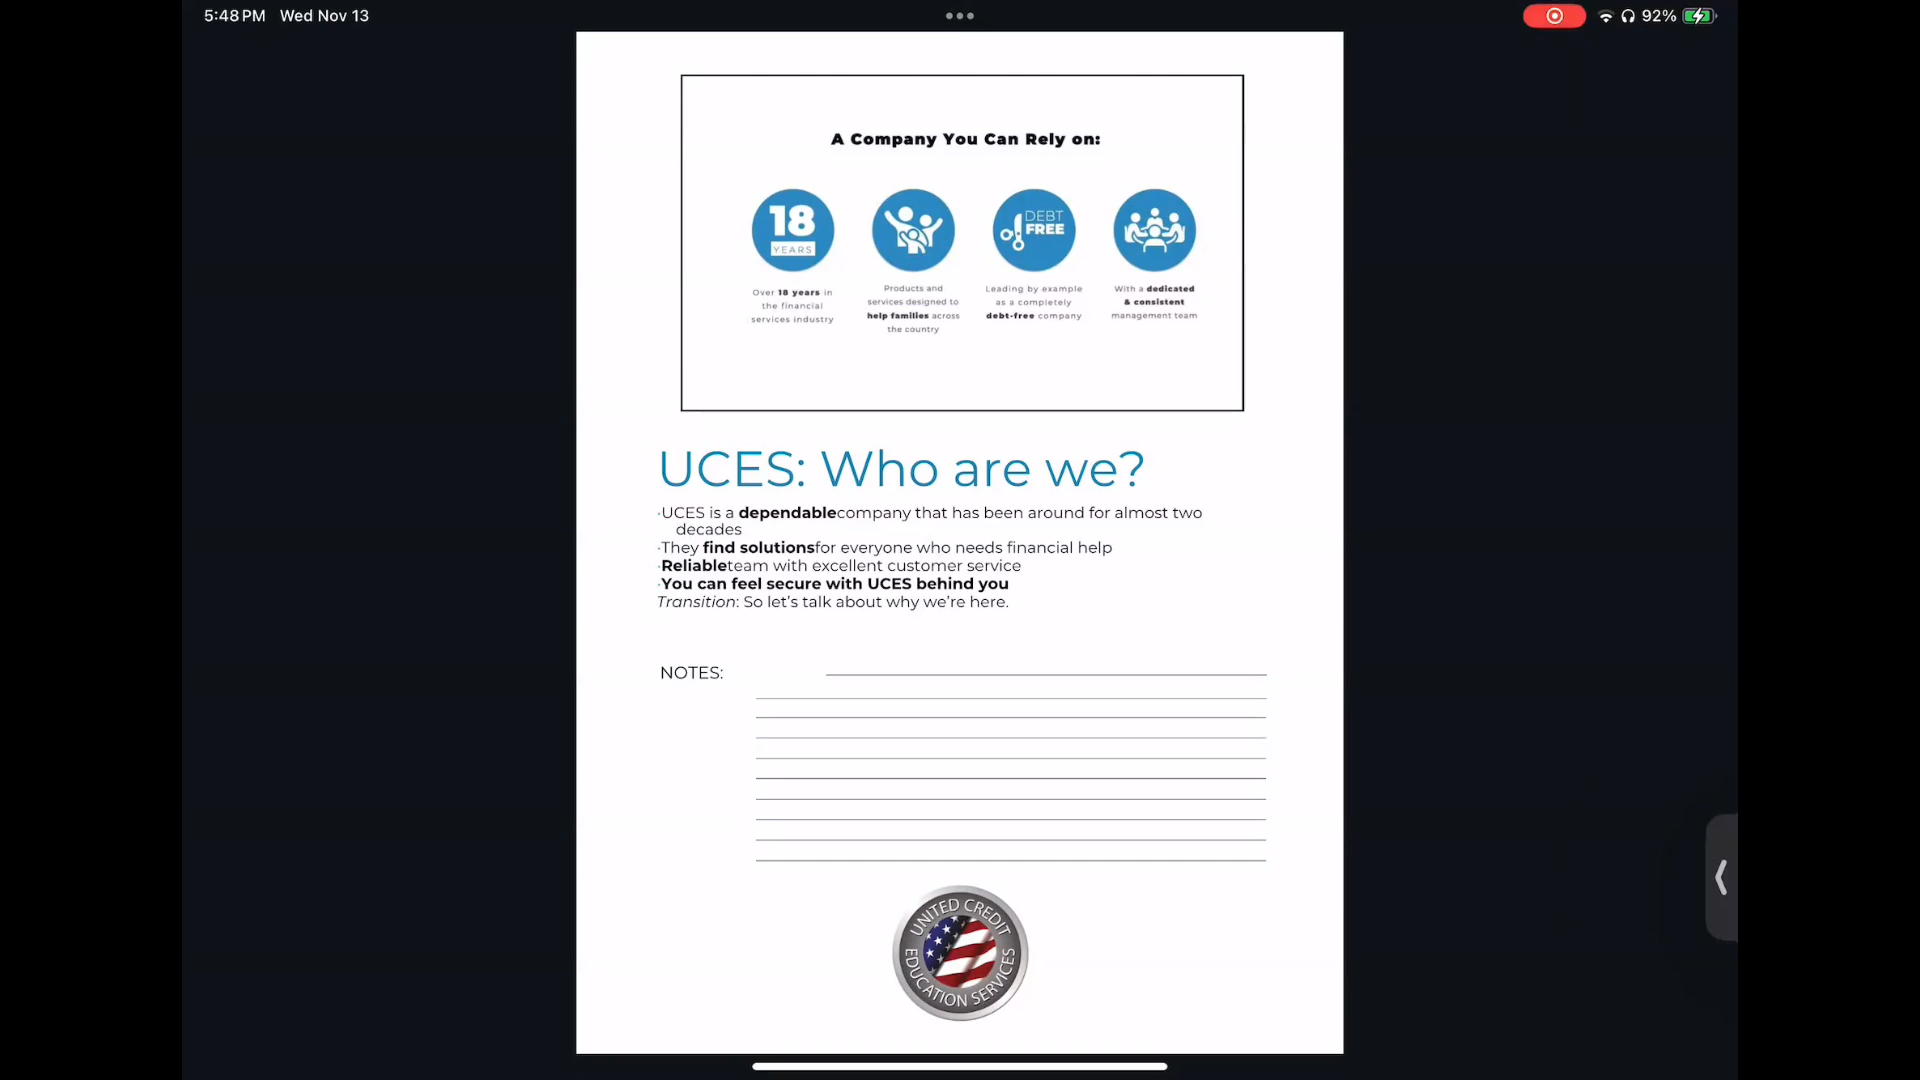 5:48 PM Wed Nov 13
92%
A Company You Can Rely on:
18
YEARS
DEBT
FREE
Over 18 years in
the financial
services industry
Products and
services designed to
help families across
the country
Leading by example
as a completely
debt-free company
With a dedicated
& consistent
management team
UCES: Who are we?
·UCES is a dependablecompany that has been around for almost two
decades
·They find solutionsfor everyone who needs financial help
·Reliableteam with excellent customer service
·You can feel secure with UCES behind you
Transition: So let's talk about why we're here.
NOTES:
UNITED CREDIT
EDUCATION SERVICES